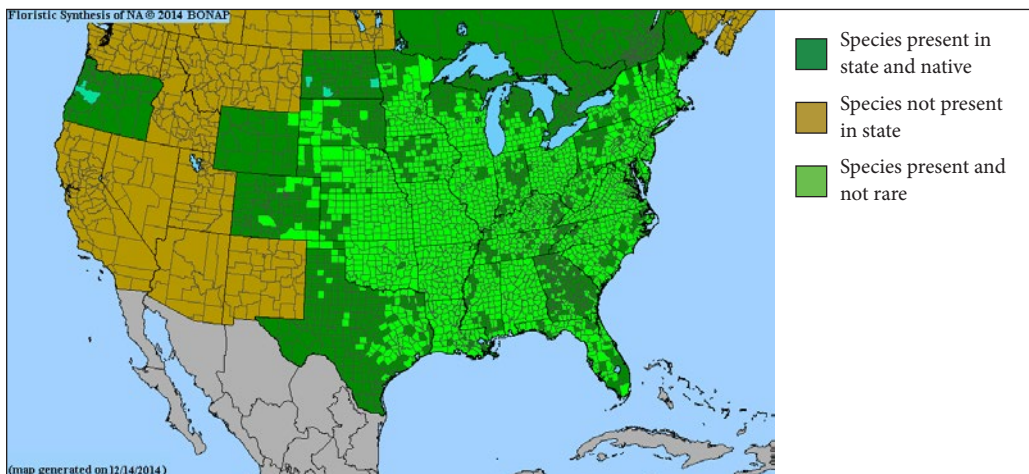 Floristic Synthesis of NA © 2014 BONAP
Species present in
state and native
Species not present
in state
Species present and
not rare
(map generated on 12/14/2014)